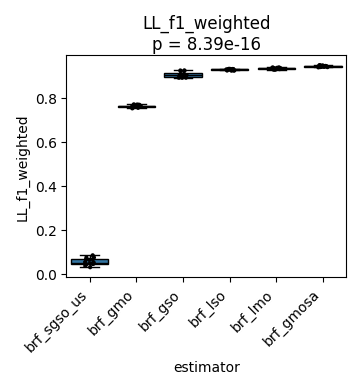 LL_f1_weighted
p = 8.39e-16
LL_f1_weighted
0.8
0.6
0.4
0.2
0.0
brf_sgso_us
brf_gmo
brf_gso
brf_lso
brf_lmo
brf_gmosa
estimator